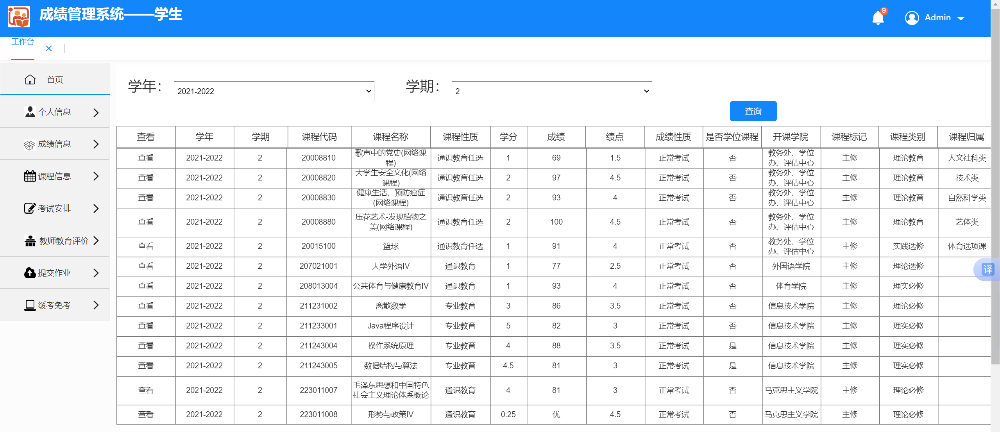 成绩管理系统——学生
9
Admin
工作台
首页
个人信息
成绩信息
课程信息
考试安排
教师教育评价
提交作业
缓考免考
学年： 2021-2022 学期： 2
查询
查看 学年 学期 课程代码 课程名称 课程性质 学分 成绩 绩点 成绩性质 是否学位课程 开课学院 课程标记 课程类别 课程归属
查看 2021-2022 2 20008810 歌声中的党史(网络课程) 通识教育任选 1 69 1.5 正常考试 否 教务处、学位办、评估中心 主修 理论教育 人文社科类
查看 2021-2022 2 20008820 大学生安全文化(网络课程) 通识教育任选 2 97 4.5 正常考试 否 教务处、学位办、评估中心 主修 理论教育 技术类
查看 2021-2022 2 20008830 健康生活，预防癌症(网络课程) 通识教育任选 2 93 4 正常考试 否 教务处、学位办、评估中心 主修 理论教育 自然科学类
查看 2021-2022 2 20008880 压花艺术-发现植物之美(网络课程) 通识教育任选 2 100 4.5 正常考试 否 教务处、学位办、评估中心 主修 理论教育 艺体类
查看 2021-2022 2 20015100 篮球 通识教育任选 1 91 4 正常考试 否 教务处、学位办、评估中心 主修 实践选修 体育选项课
查看 2021-2022 2 207021001 大学外语IV 通识教育 1 77 2.5 正常考试 否 外国语学院 主修 理论选修
译
查看 2021-2022 2 208013004 公共体育与健康教育IV 通识教育 1 93 4 正常考试 否 体育学院 主修 理实必修
查看 2021-2022 2 211231002 离散数学 专业教育 3 86 3.5 正常考试 否 信息技术学院 主修 理论必修
查看 2021-2022 2 211233001 Java程序设计 专业教育 5 82 3 正常考试 否 信息技术学院 主修 理实必修
查看 2021-2022 2 211243004 操作系统原理 专业教育 4 88 3.5 正常考试 是 信息技术学院 主修 理实必修
查看 2021-2022 2 211243005 数据结构与算法 专业教育 4.5 81 3 正常考试 是 信息技术学院 主修 理实必修
查看 2021-2022 2 223011007 毛泽东思想和中国特色社会主义理论体系概论 通识教育 4 81 3 正常考试 否 马克思主义学院 主修 理论必修
查看 2021-2022 2 223011008 形势与政策IV 通识教育 0.25 优 4.5 正常考试 否 马克思主义学院 主修 理论必修